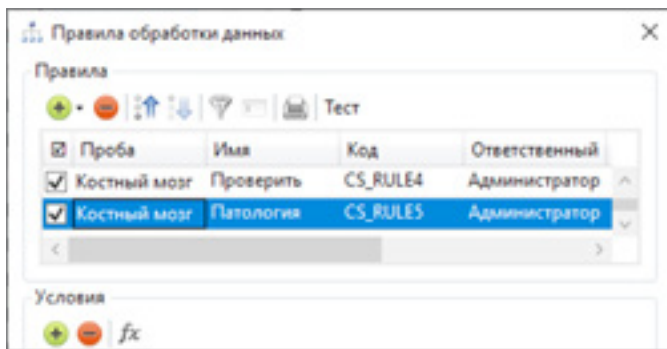 Правила обработки данных
Правила
Тест
Проба Имя Код Ответственный
Костный мозг Проверить CS_RULE4 Администратор
Костный мозг Патология CS_RULE5 Администратор
Условия
fx